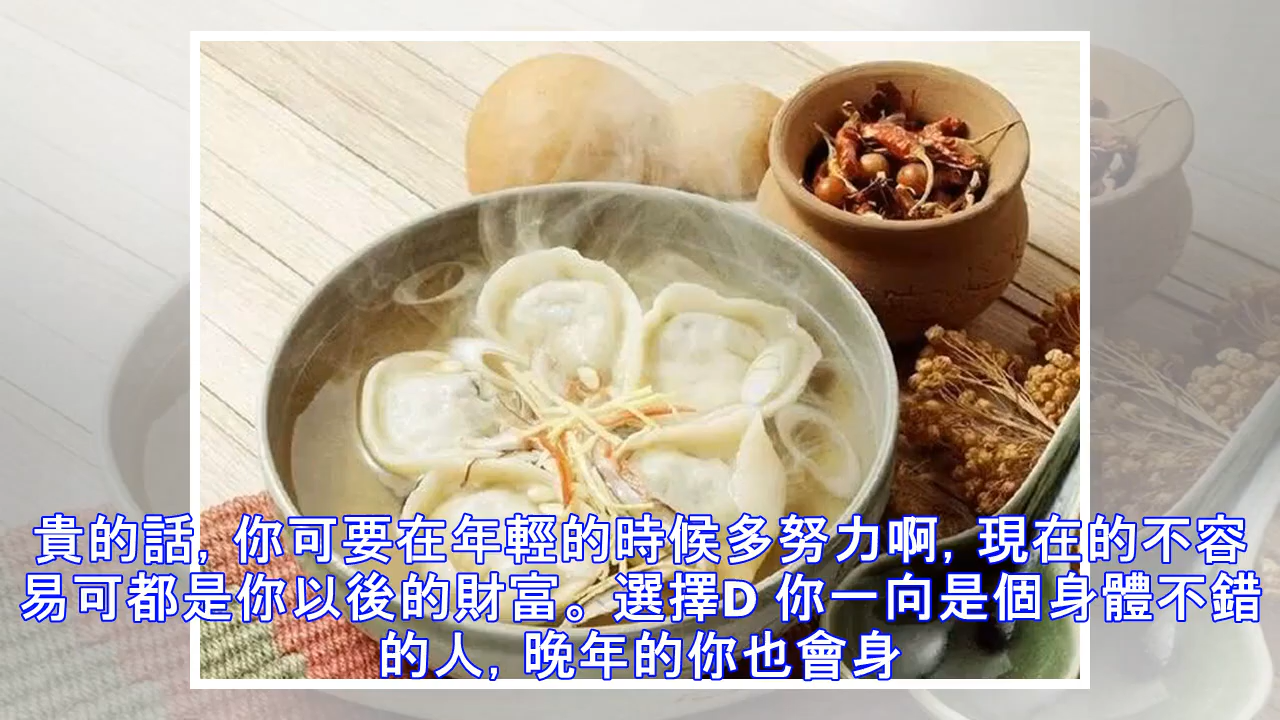 貴的話, 你可要在年輕的時候多努力啊, 現在的不容
易可都是你以後的財富。選擇D 你一向是個身體不錯
的人, 晚年的你也會身